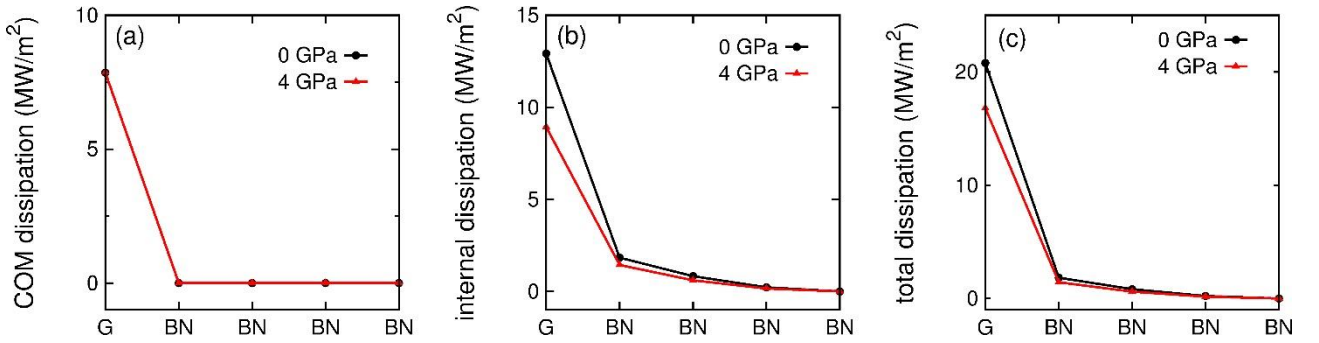 COM dissipation (MW/m²)
10
5
0
(a)
0 GPa
4 GPa
G BN BN BN BN
internal dissipation (MW/m²)
15
10
5
0
(b)
0 GPa
4 GPa
G BN BN BN BN
total dissipation (MW/m²)
20
10
0
(c)
0 GPa
4 GPa
G BN BN BN BN